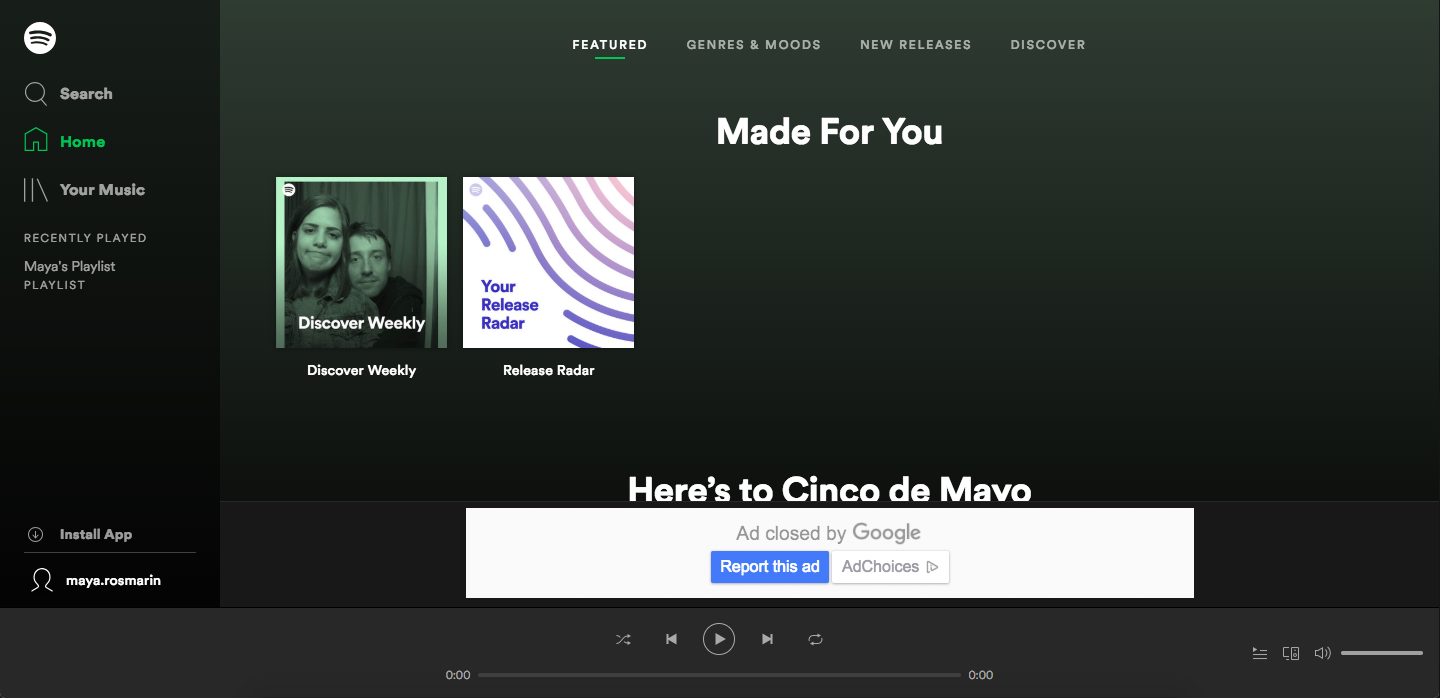 Search
Home
Your Music
RECENTLY PLAYED
Maya's Playlist
PLAYLIST
Install App
maya.rosmarin
FEATURED GENRES & MOODS NEW RELEASES DISCOVER
Made For You
Discover Weekly
Your
Release
Radar
Discover Weekly
Release Radar
Here's to Cinco de Mayo
Ad closed by Google
Report this ad AdChoices
0:00 0:00